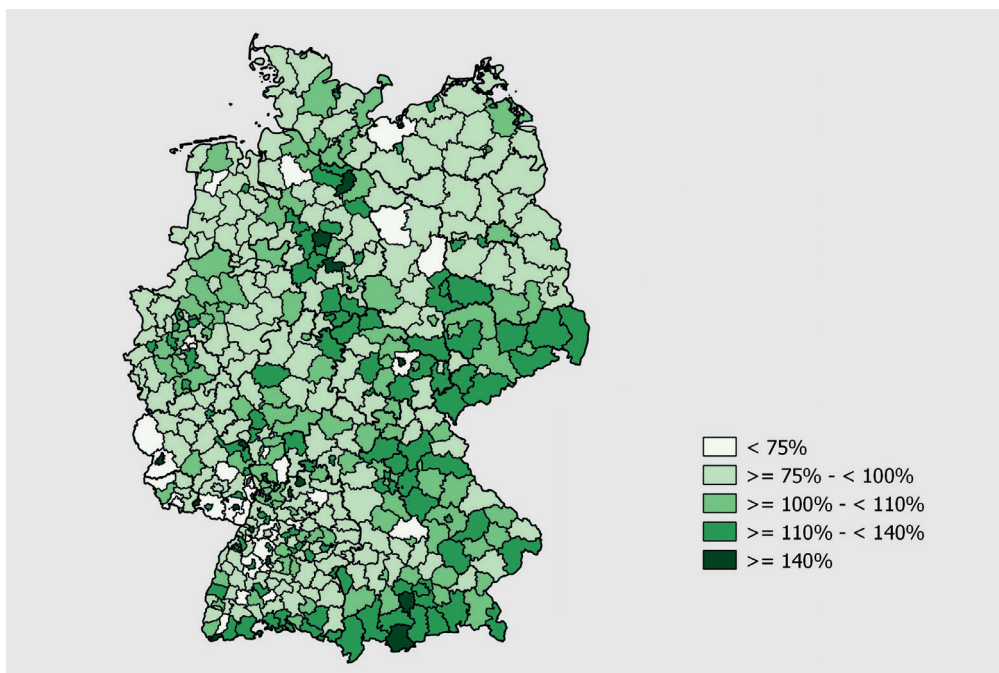 < 75%
>= 75% - < 100%
>= 100% - < 110%
>= 110% - < 140%
>= 140%